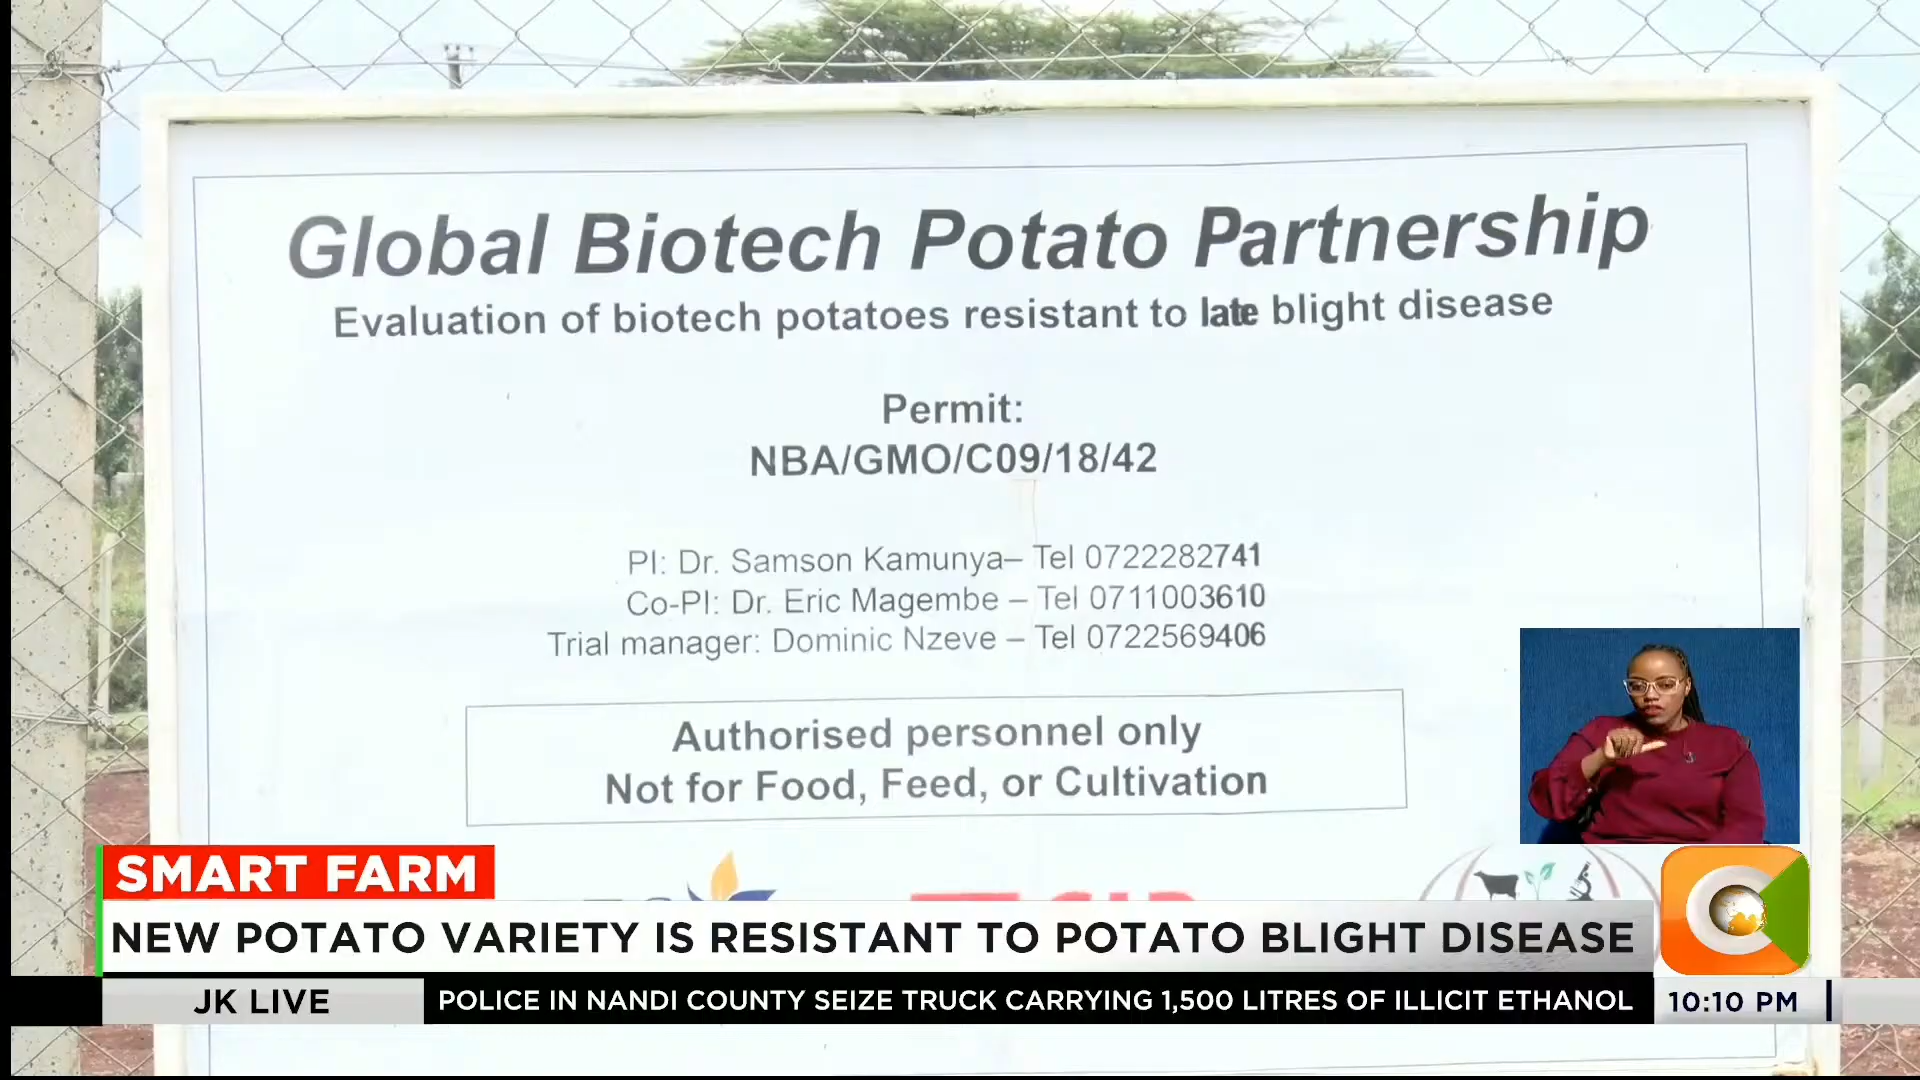 Global Biotech Potato Partnership
Evaluation of biotech potatoes resistant to late blight disease
Permit:
NBA/GMO/C09/18/42
PI: Dr. Samson Kamunya– Tel 0722282741
Co-PI: Dr. Eric Magembe – Tel 0711003610
Trial manager: Dominic Nzeve – Tel 0722569406
Authorised personnel only
Not for Food, Feed, or Cultivation
SMART FARM
NEW POTATO VARIETY IS RESISTANT TO POTATO BLIGHT DISEASE
JK LIVE
POLICE IN NANDI COUNTY SEIZE TRUCK CARRYING 1,500 LITRES OF ILLICIT ETHANOL
10:10 PM